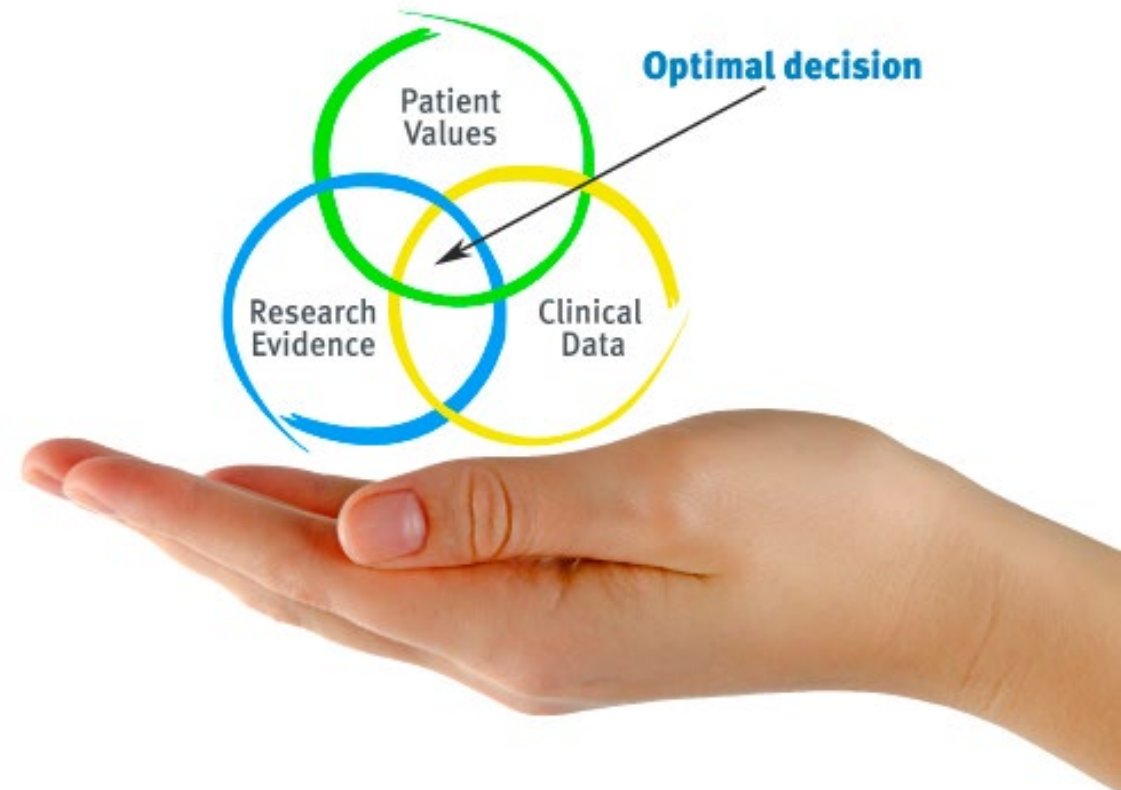 Optimal decision
Patient
Values
Research
Evidence
Clinical
Data